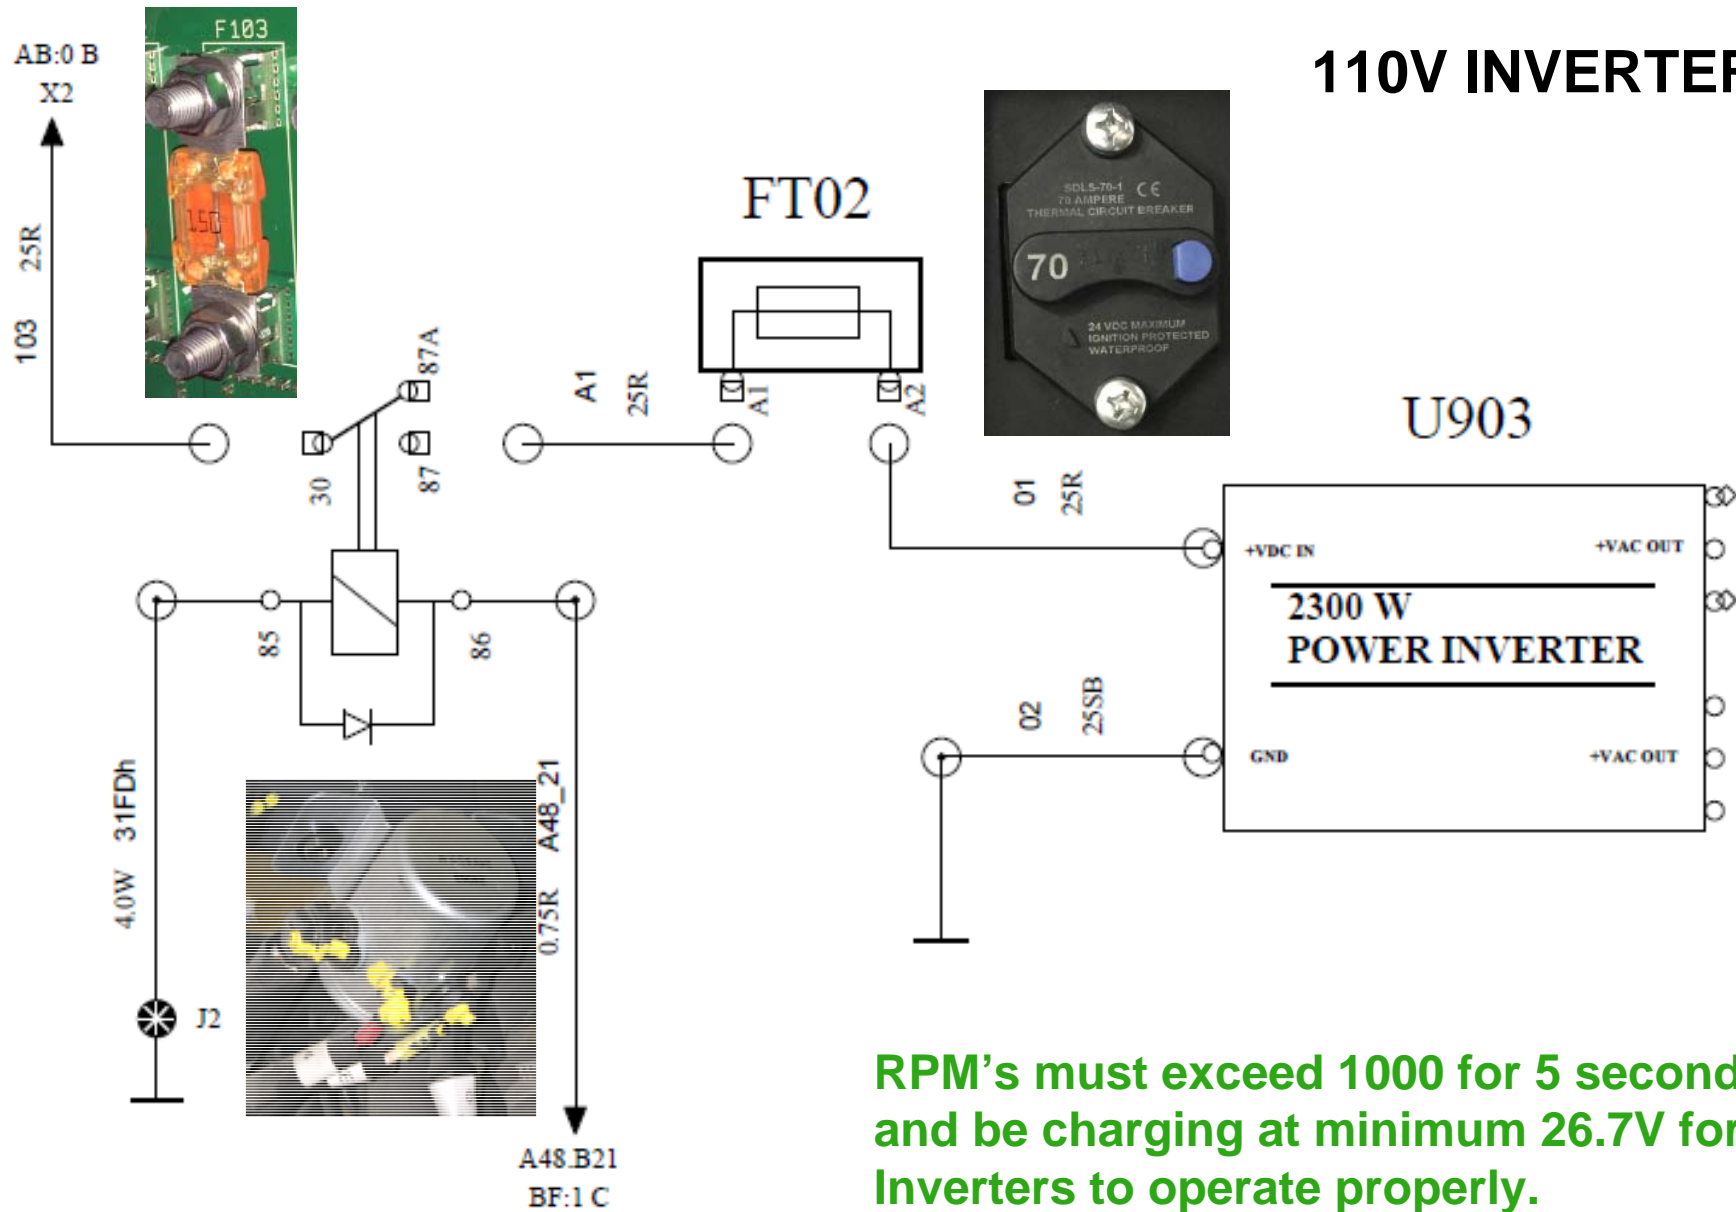 110V INVERTER
AB:0 B
X2
F103
150
103 25R
FT02
SDLS-70-1 CE
70 AMPERE
THERMAL CIRCUIT BREAKER
70
24 VDC MAXIMUM
IGNITION PROTECTED
WATERPROOF
87A
30
87
A1 25R
A1
A2
U903
01 25R
+VDC IN
+VAC OUT
2300 W
POWER INVERTER
GND
+VAC OUT
02 25SB
85
86
4.0W 31FDh
0.75R A48_21
J2
A48.B21
BF:1 C
RPM's must exceed 1000 for 5 second
and be charging at minimum 26.7V for
Inverters to operate properly.